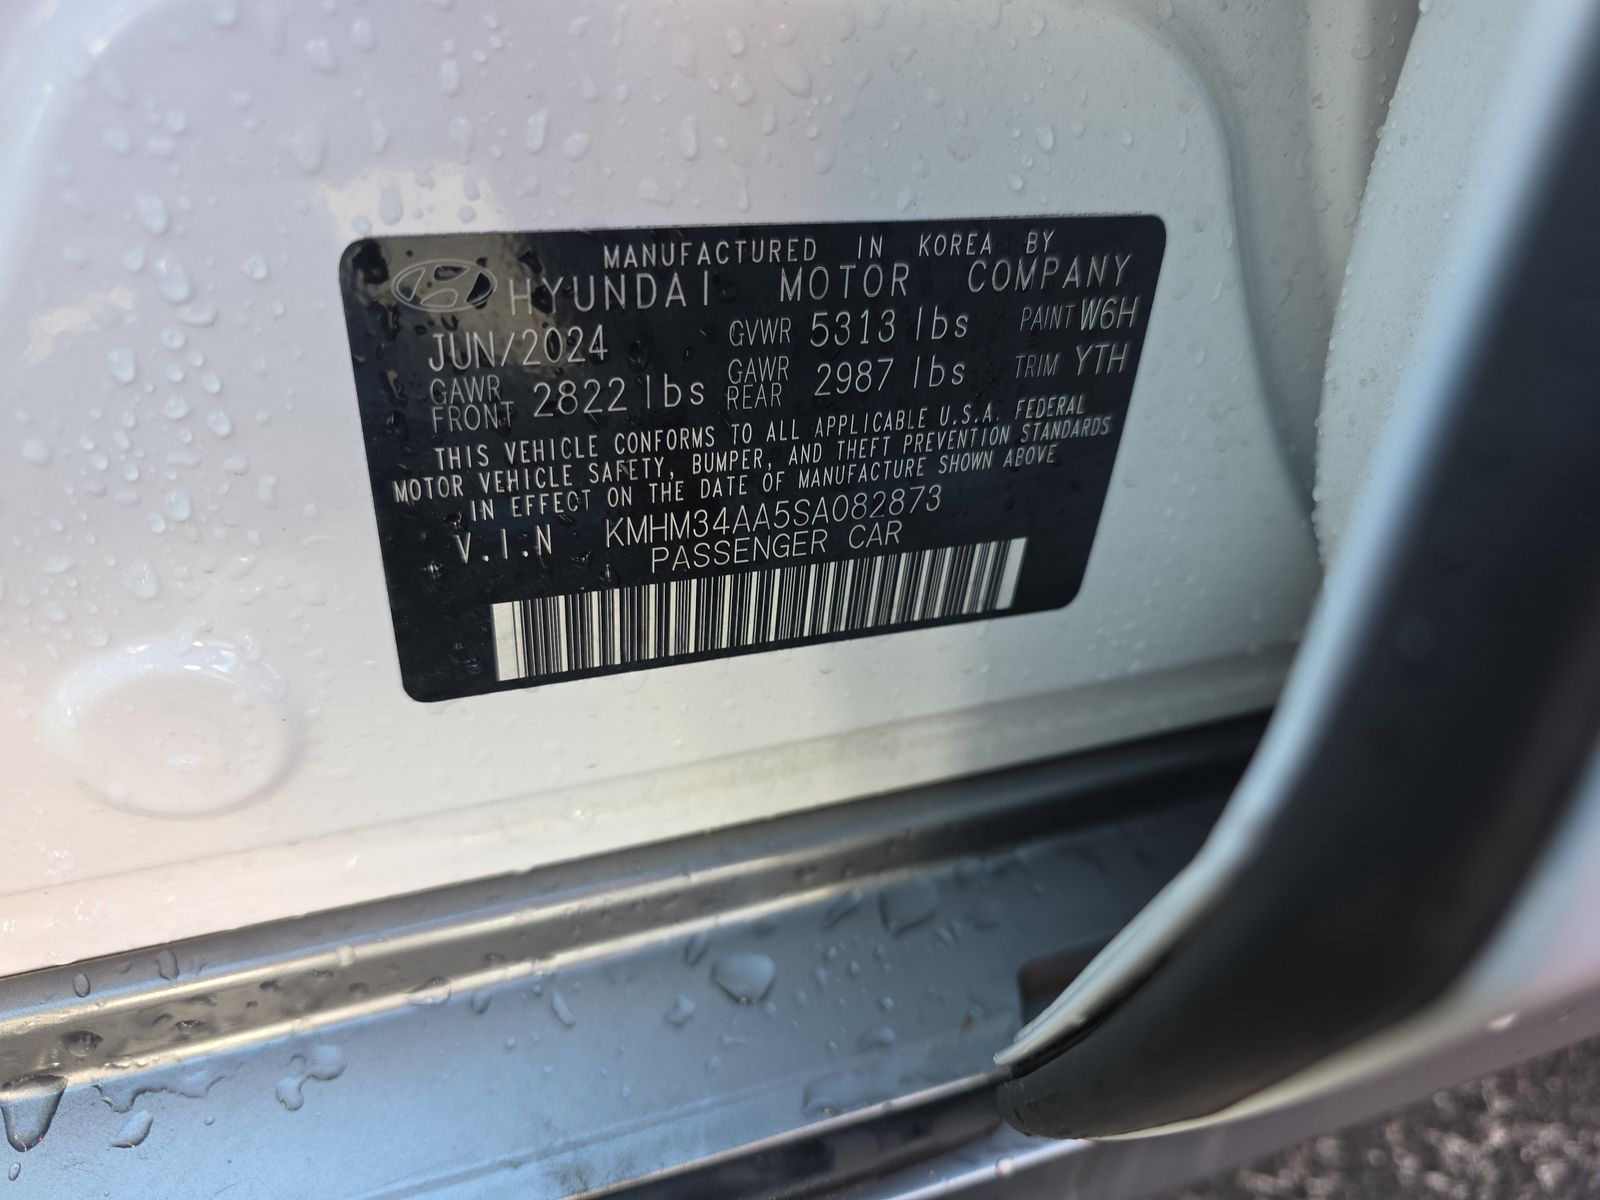 MANUFACTURED IN KOREA BY
HYUNDAI MOTOR COMPANY
JUN/2024 GVWR 5313 lbs PAINT W6H
GAWR FRONT 2822 lbs GAWR REAR 2987 lbs TRIM YTH
THIS VEHICLE CONFORMS TO ALL APPLICABLE U.S.A. FEDERAL
MOTOR VEHICLE SAFETY, BUMPER, AND THEFT PREVENTION STANDARDS
IN EFFECT ON THE DATE OF MANUFACTURE SHOWN ABOVE
V.I.N KMHM34AA5SA082873
PASSENGER CAR